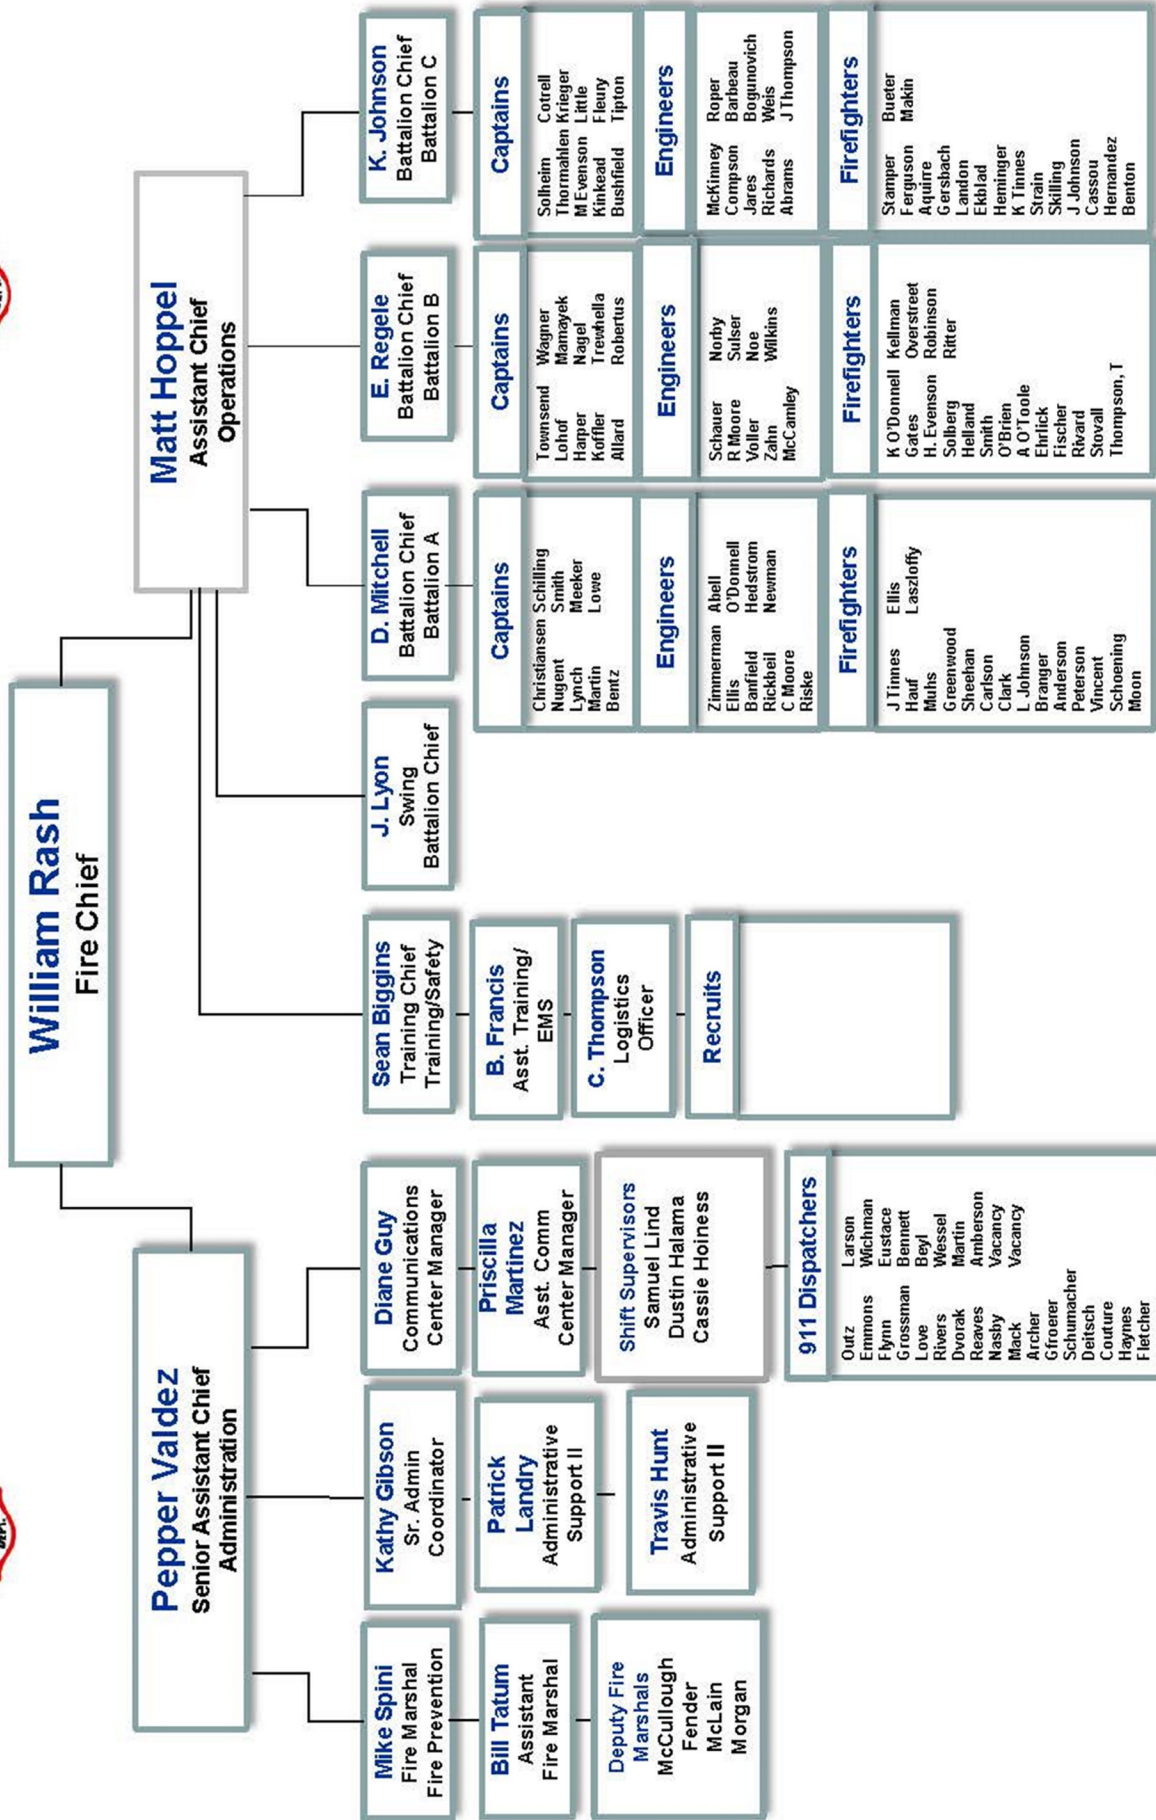 William Rash
Fire Chief
Pepper Valdez
Senior Assistant Chief
Administration
Matt Hoppel
Assistant Chief
Operations
Mike Spini
Fire Marshal
Fire Prevention
Bill Tatum
Assistant
Fire Marshal
Deputy Fire
Marshals
McCullough
Fender
McLain
Morgan
Kathy Gibson
Sr. Admin
Coordinator
Patrick
Landry
Administrative
Support II
Travis Hunt
Administrative
Support II
Diane Guy
Communications
Center Manager
Priscilla
Martinez
Asst. Comm
Center Manager
Shift Supervisors
Samuel Lind
Dustin Halama
Cassie Hoiness
911 Dispatchers
Outz Larson
Emmons Wichman
Flynn Eustace
Grossman Bennett
Love Beyl
Rivers Wessel
Dvorak Martin
Reaves Amberson
Nasby Vacancy
Mack Vacancy
Archer
Gfroerer
Schumacher
Deitsch
Couture
Haynes
Fletcher
Sean Biggins
Training Chief
Training/Safety
B. Francis
Asst. Training/
EMS
C. Thompson
Logistics
Officer
Recruits
J. Lyon
Swing
Battalion Chief
D. Mitchell
Battalion Chief
Battalion A
Captains
Christiansen Schilling
Nugent Smith
Lynch Meeker
Martin Lowe
Bentz
Engineers
Zimmerman Abell
Ellis O'Donnell
Banfield Hedstrom
Rickbeil Newman
C Moore
Riske
Firefighters
J Tinnes Ellis
Hauf Laszloffy
Muhs
Greenwood
Sheehan
Carlson
Clark
L Johnson
Branger
Anderson
Peterson
Vincent
Schoening
Moon
E. Regele
Battalion Chief
Battalion B
Captains
Townsend Wagner
Lohof Mamayek
Harper Nagel
Koffler Trewhella
Allard Robertus
Engineers
Schauer Norby
R Moore Sulser
Voller Noe
Zahn Wilkins
McCamley
Firefighters
K O'Donnell Kellman
Gates Overstreet
H. Evenson Robinson
Solberg Ritter
Helland
Smith
O'Brien
A O'Toole
Ehrlick
Fischer
Rivard
Stovall
Thompson, T
K. Johnson
Battalion Chief
Battalion C
Captains
Solheim Cotrell
Thormahlen Krieger
M Evenson Little
Kinkead Fleury
Bushfield Tipton
Engineers
McKinney Roper
Compson Barbeau
Jares Bogunovich
Richards Weis
Abrams J Thompson
Firefighters
Stamper Bueter
Ferguson Makin
Aquirre
Gersbach
Landon
Ekblad
Heminger
K Tinnes
Strain
Skilling
J Johnson
Cassou
Hernandez
Benton